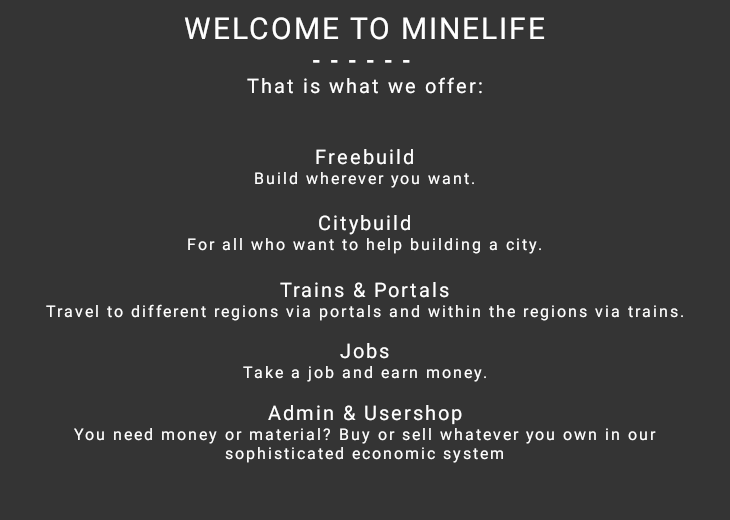 WELCOME TO MINELIFE
- - - - - -
That is what we offer:
Freebuild
Build wherever you want.
Citybuild
For all who want to help building a city.
Trains & Portals
Travel to different regions via portals and within the regions via trains.
Jobs
Take a job and earn money.
Admin & Usershop
You need money or material? Buy or sell whatever you own in our
sophisticated economic system